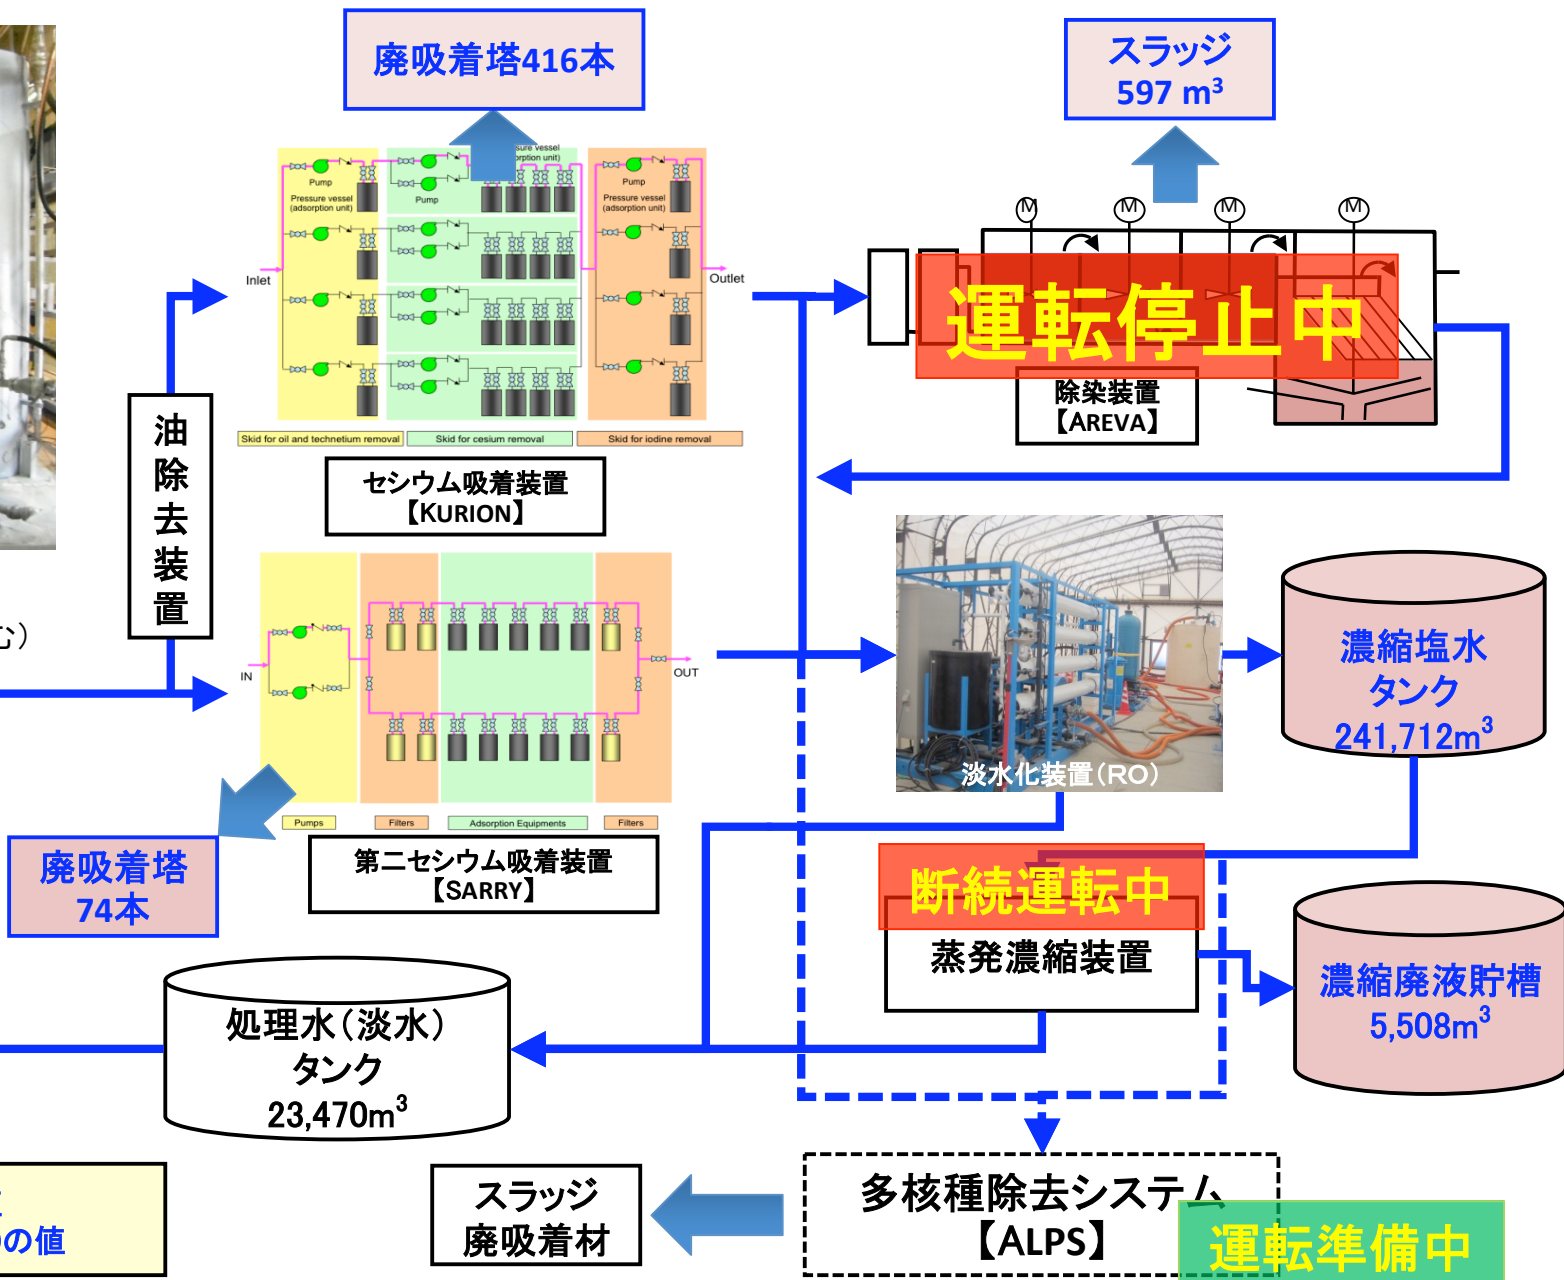 廃吸着塔416本
スラッジ
597 m³
sure vessel
orption unit)
Pump
Pressure vessel
(adsorption unit)
Pump
Pump
Pressure vessel
(adsorption unit)
Inlet
Outlet
M
M
M
M
運転停止中
除染装置
【AREVA】
Skid for oil and technetium removal
Skid for cesium removal
Skid for iodine removal
セシウム吸着装置
【KURION】
油
除
去
装
置
む）
IN
OUT
Pumps
Filters
Adsorption Equipments
Filters
第二セシウム吸着装置
【SARRY】
廃吸着塔
74本
淡水化装置（RO）
濃縮塩水
タンク
241,712m³
断続運転中
蒸発濃縮装置
濃縮廃液貯槽
5,508m³
処理水（淡水）
タンク
23,470m³
の値
スラッジ
廃吸着材
多核種除去システム
【ALPS】
運転準備中